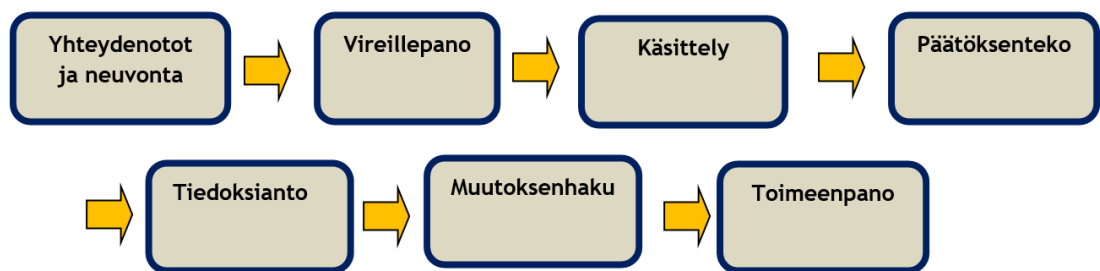 Yhteydenotot
ja neuvonta
Vireillepano
Käsittely
Päätöksenteko
Tiedoksianto
Muutoksenhaku
Toimeenpano